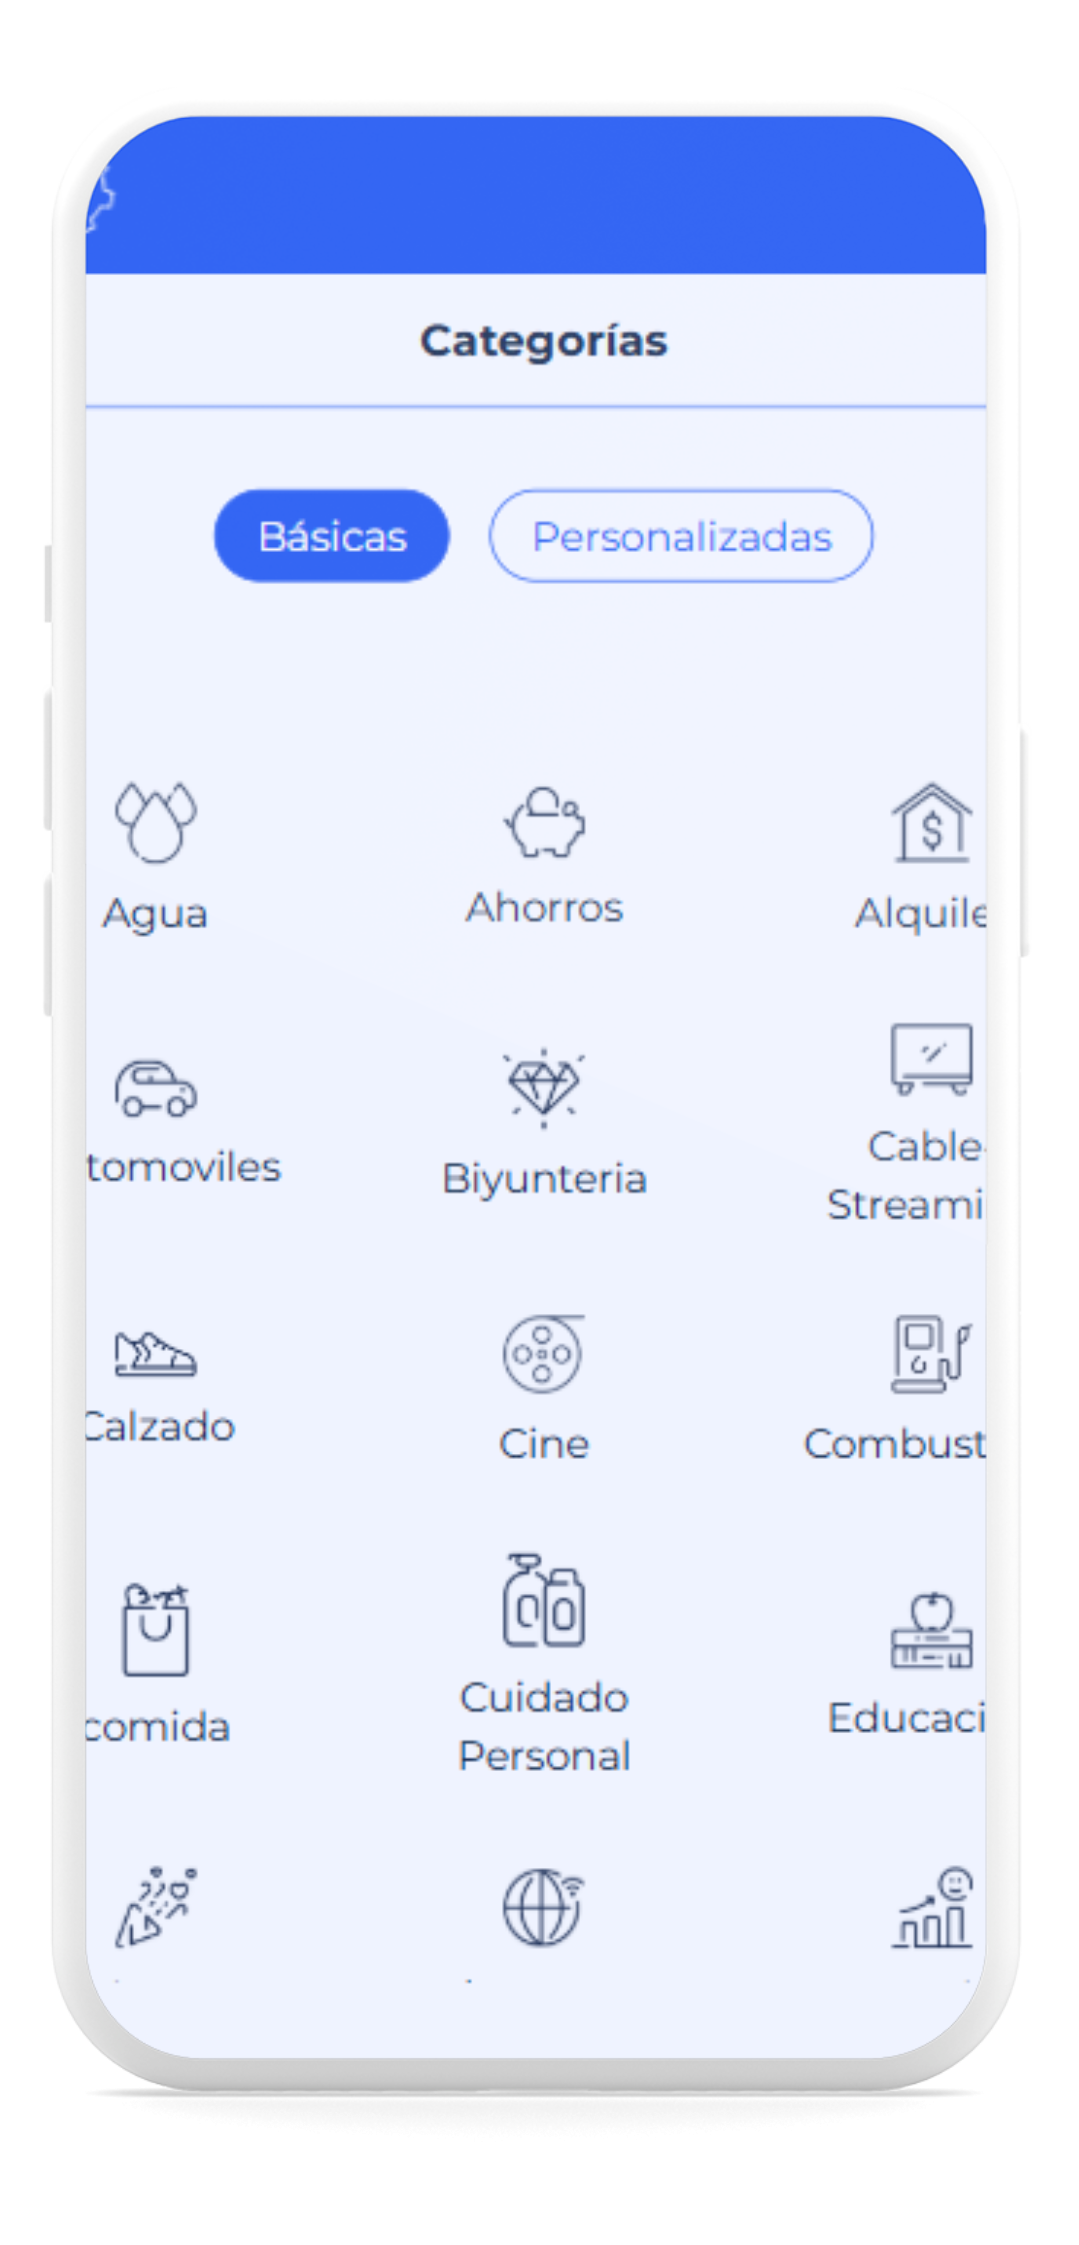 Categorías
Básicas Personalizadas
Agua Ahorros Alquile
tomoviles Biyunteria Cable-
Streami
Calzado Cine Combust
comida Cuidado Personal Educaci